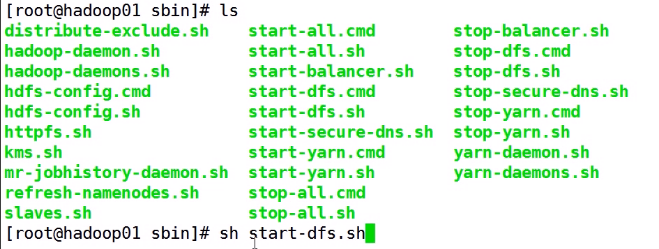 [root@hadoop01 sbin]# ls
distribute-exclude.sh start-all.cmd stop-balancer.sh
hadoop-daemon.sh start-all.sh stop-dfs.cmd
hadoop-daemons.sh start-balancer.sh stop-dfs.sh
hdfs-config.cmd start-dfs.cmd stop-secure-dns.sh
hdfs-config.sh start-dfs.sh stop-yarn.cmd
httpfs.sh start-secure-dns.sh stop-yarn.sh
kms.sh start-yarn.cmd yarn-daemon.sh
mr-jobhistory-daemon.sh start-yarn.sh yarn-daemons.sh
refresh-namenodes.sh stop-all.cmd
slaves.sh stop-all.sh
[root@hadoop01 sbin]# sh start-dfs.sh